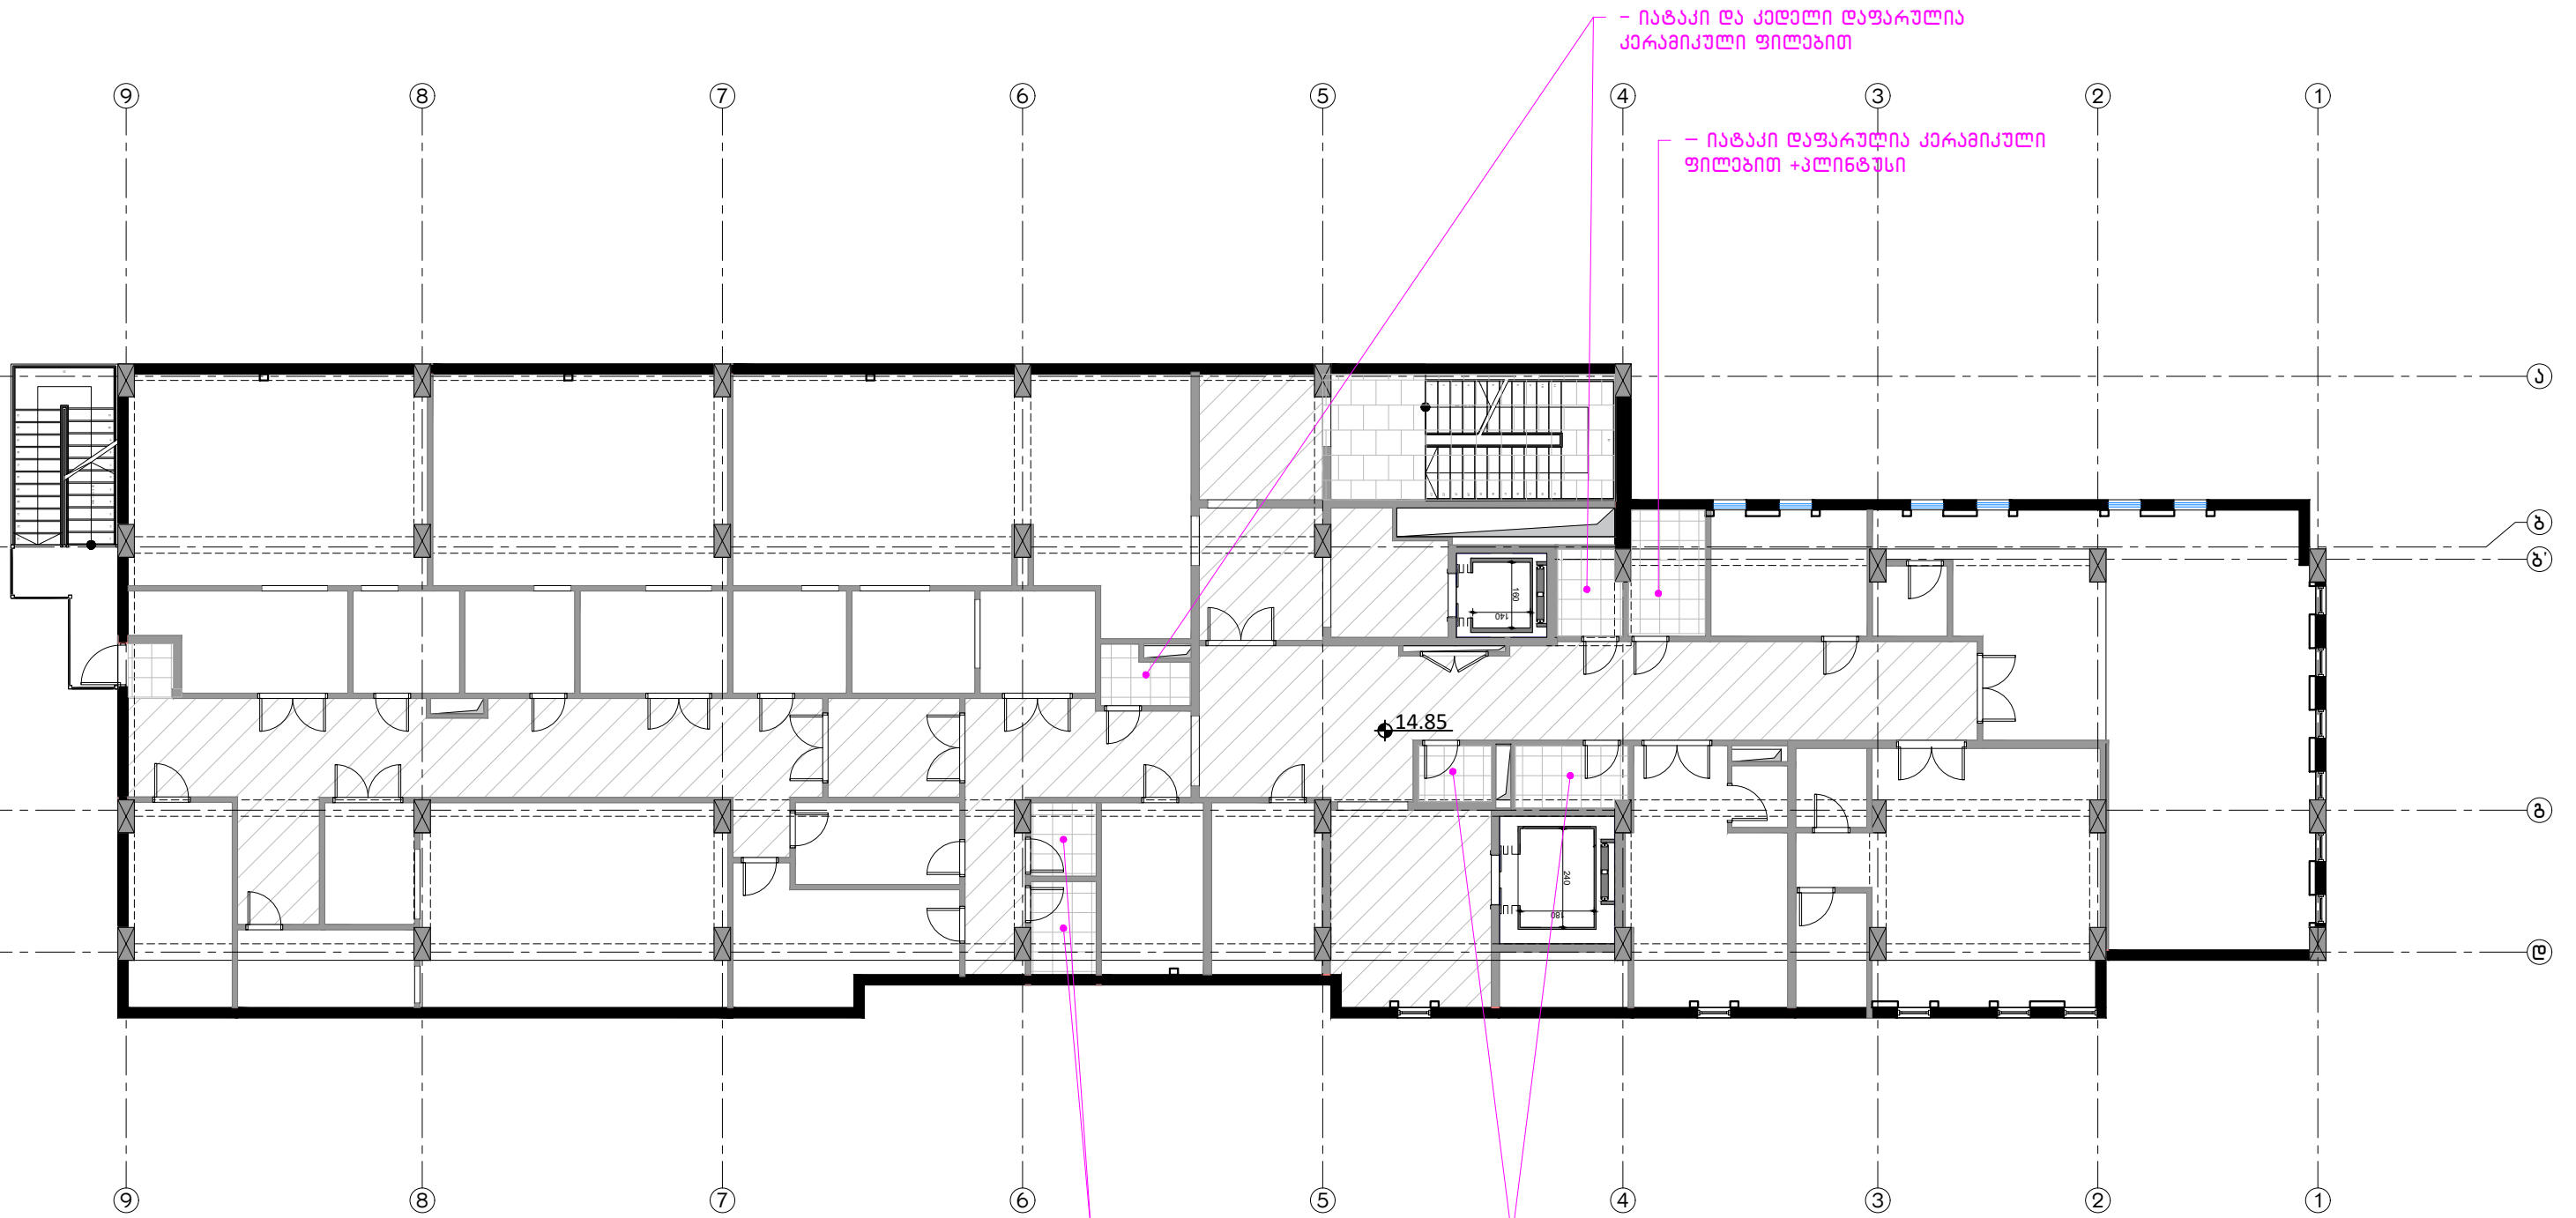 - იატაკი და კედელი დაფარულია
კერამიკული ფილებით
9 8 7 6 5 4 3 2 1
- იატაკი დაფარულია კერამიკული
ფილებით +პლინტუსი
ა
ბ
ბ'
160
140
14.85
გ
240
180
დ
9 8 7 6 5 4 3 2 1